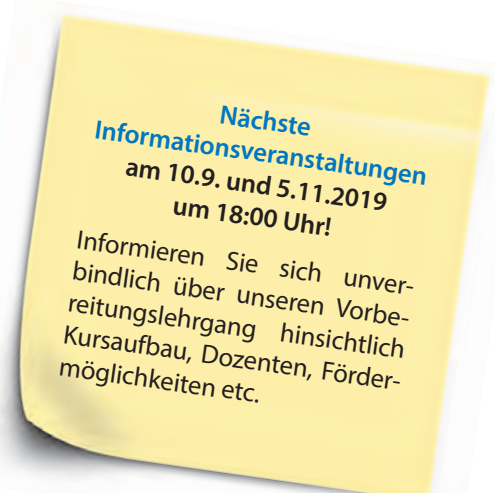 Nächste
Informationsveranstaltungen
am 10.9. und 5.11.2019
um 18:00 Uhr!
Informieren Sie sich unver-
bindlich über unseren Vorbe-
reitungslehrgang hinsichtlich
Kursaufbau, Dozenten, Förder-
möglichkeiten etc.